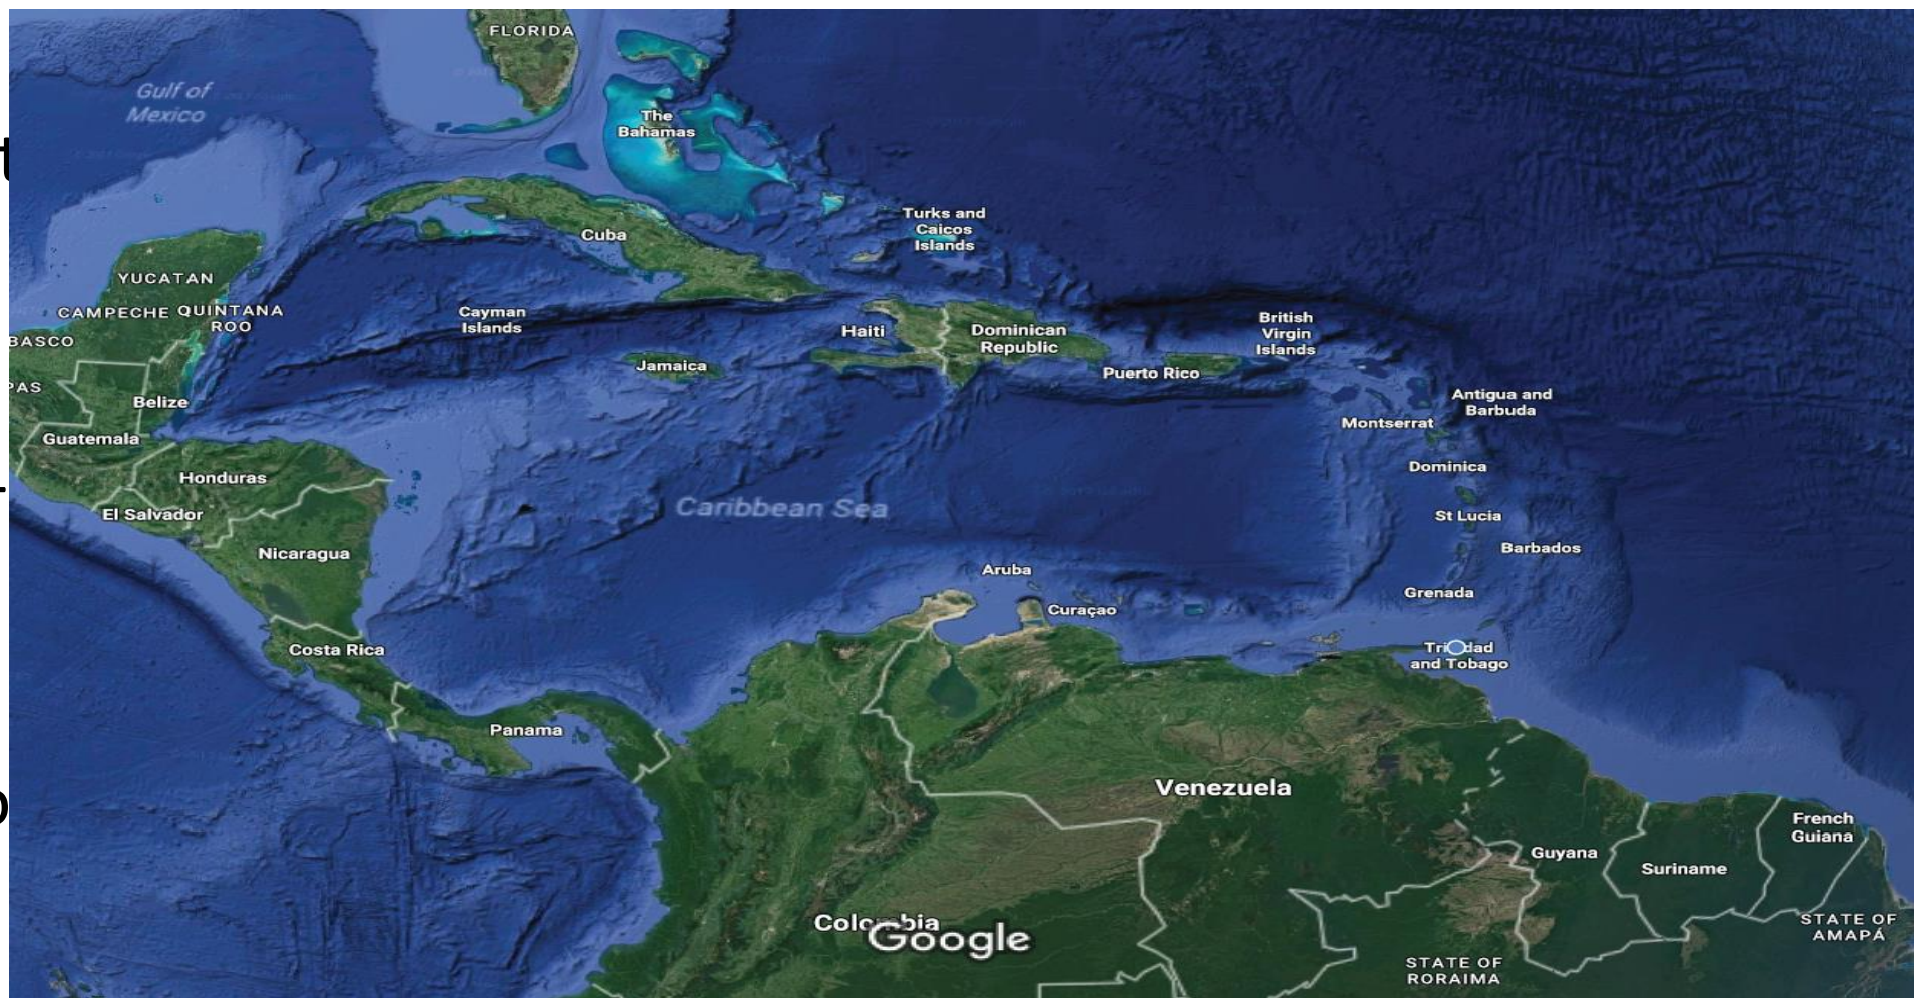 FLORIDA
Gulf of
Mexico
The
Bahamas
Turks and
Caicos
Islands
Cuba
YUCATAN
CAMPECHE
QUINTANA
ROO
Cayman
Islands
British
Virgin
Islands
BASCO
Haiti
Dominican
Republic
Jamaica
Puerto Rico
PAS
Belize
Antigua and
Barbuda
Montserrat
Guatemala
Dominica
Honduras
Caribbean Sea
El Salvador
St Lucia
Nicaragua
Barbados
Aruba
Grenada
Curaçao
Costa Rica
Tri dad
and Tobago
Panama
Venezuela
French
Guiana
Guyana
Suriname
Colombia
Google
STATE OF
AMAPÁ
STATE OF
RORAIMA